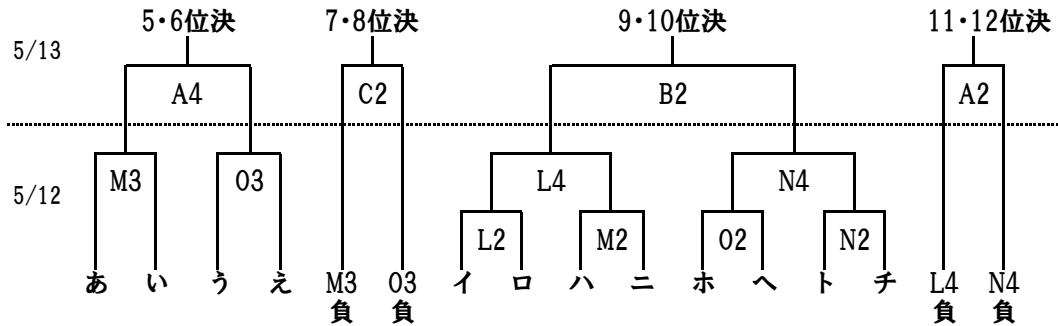 5・6位決 7・8位決 9・10位決 11・12位決
5/13
A4 C2 B2 A2
5/12
M3 O3 L4 N4
L2 M2 O2 N2
あ い う え M3 O3 イ ロ ハ ニ ホ ヘ ト チ L4 N4
負 負 負 負